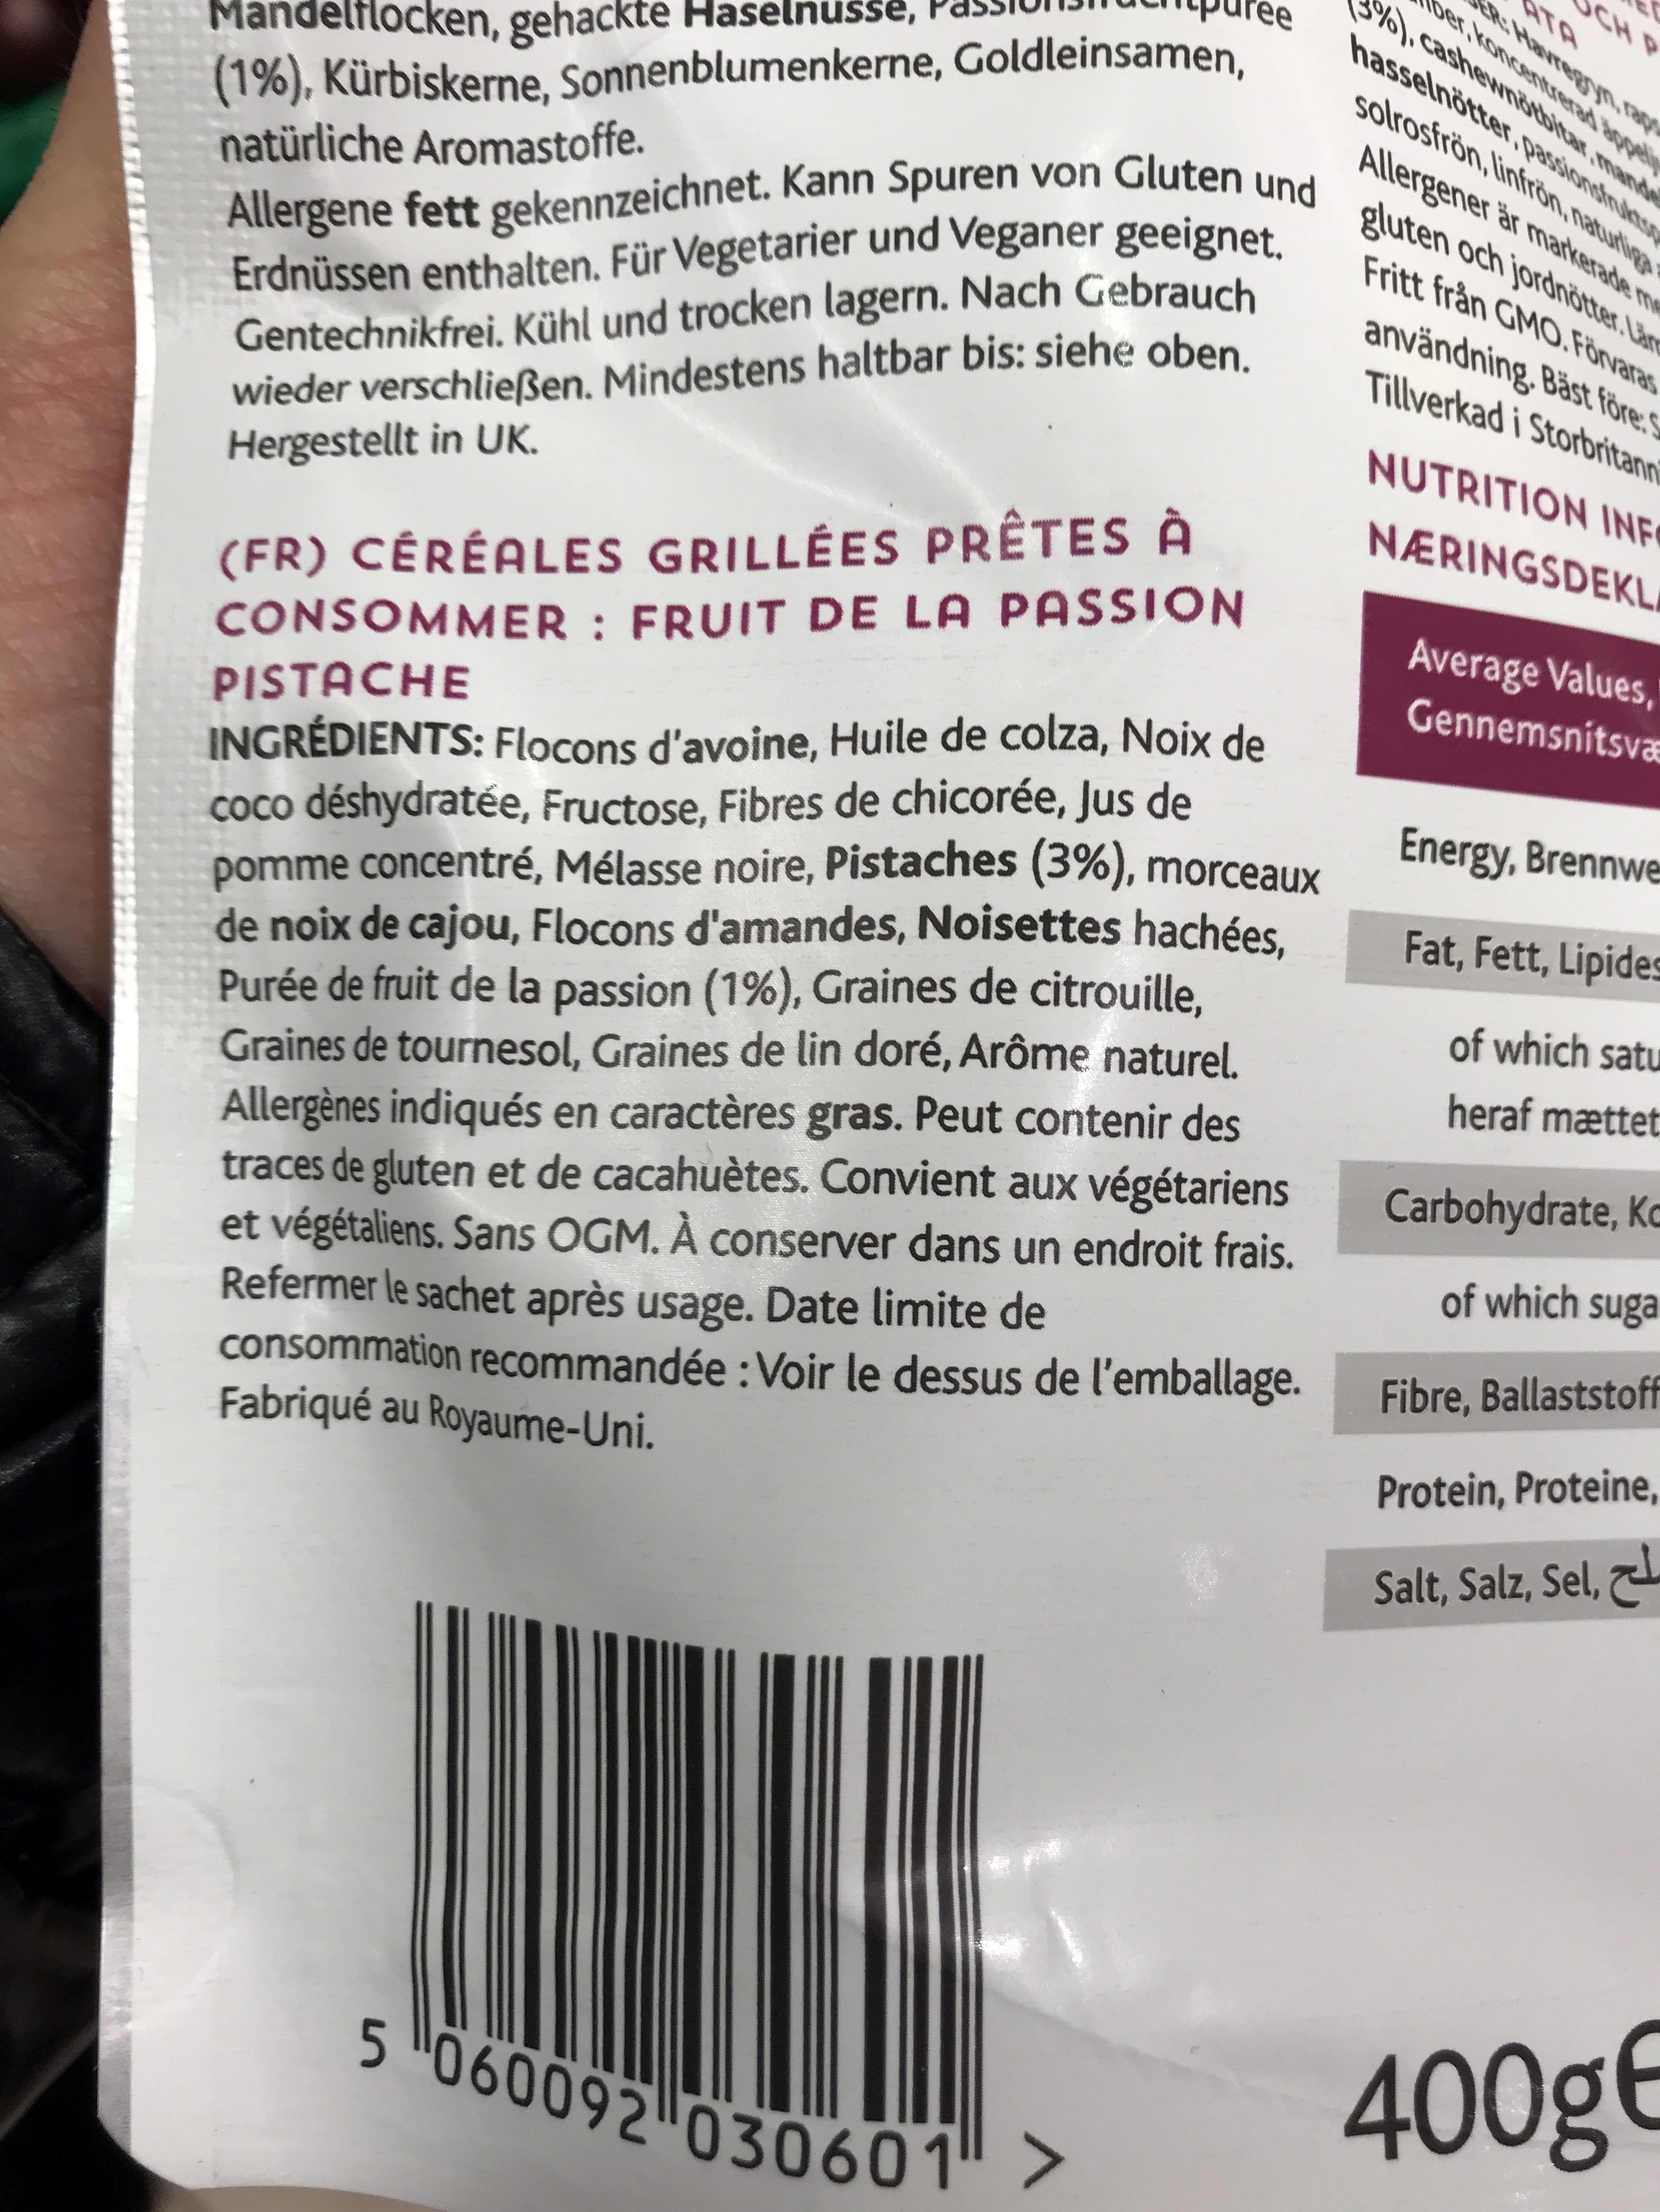 Mandelflocken, gehackte Haselnüsse,
(1%), Kürbiskerne, Sonnenblumenkerne, Goldleinsamen,
natürliche Aromastoffe.
Allergene fett gekennzeichnet. Kann Spuren von Gluten und
Erdnüssen enthalten. Für Vegetarier und Veganer geeignet.
Gentechnikfrei. Kühl und trocken lagern. Nach Gebrauch
wieder verschließen. Mindestens haltbar bis: siehe oben.
Hergestellt in UK.
(FR) CÉRÉALES GRILLÉES PRÊTES À
CONSOMMER : FRUIT DE LA PASSION
PISTACHE
INGRÉDIENTS: Flocons d'avoine, Huile de colza, Noix de
coco déshydratée, Fructose, Fibres de chicorée, Jus de
pomme concentré, Mélasse noire, Pistaches (3%), morceaux
de noix de cajou, Flocons d'amandes, Noisettes hachées,
Purée de fruit de la passion (1%), Graines de citrouille,
Graines de tournesol, Graines de lin doré, Arôme naturel.
Allergènes indiqués en caractères gras. Peut contenir des
traces de gluten et de cacahuètes. Convient aux végétariens
et végétaliens. Sans OGM. À conserver dans un endroit frais.
Refermer le sachet après usage. Date limite de
consommation recommandée : Voir le dessus de l'emballage.
Fabriqué au Royaume-Uni.
5 060092 030601 >
OCH
Havregryn,
koncentrerad
(3%), cashewnötbitar,
hasselnötter,
solrosfrön, linfrön, naturliga
Allergener är markerade
gluten och jordnötter.
Fritt från GMO. Förvaras
användning. Bäst före:
Tillverkad i
NUTRITION
Average Values,
Energy,
Fat, Fett, Lipides
of which
heraf mættet
Carbohydrate,
of which
Fibre,
Protein, Proteine,
Salt, Salz, Sel,
400g℮